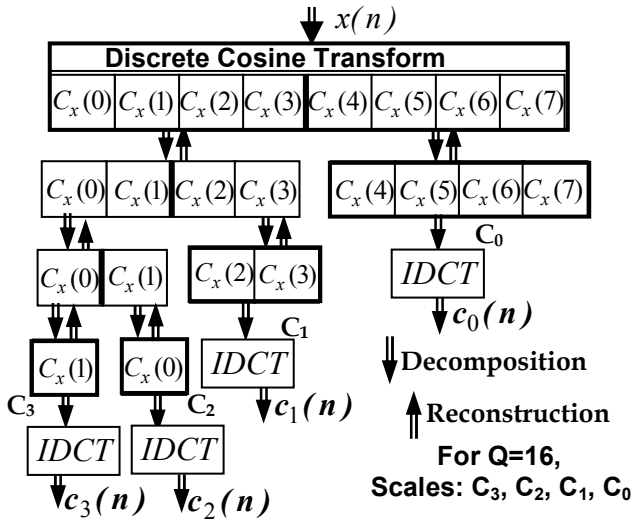 x(n)
Discrete Cosine Transform
Cₓ(0) Cₓ(1) Cₓ(2) Cₓ(3) Cₓ(4) Cₓ(5) Cₓ(6) Cₓ(7)
Cₓ(0) Cₓ(1) Cₓ(2) Cₓ(3) Cₓ(4) Cₓ(5) Cₓ(6) Cₓ(7)
C₀
Cₓ(0) Cₓ(1) Cₓ(2) Cₓ(3) IDCT
C₁ c₀(n)
Cₓ(1) Cₓ(0) IDCT Decomposition
C₃ C₂ c₁(n) Reconstruction
IDCT IDCT For Q=16,
c₃(n) c₂(n) Scales: C₃, C₂, C₁, C₀